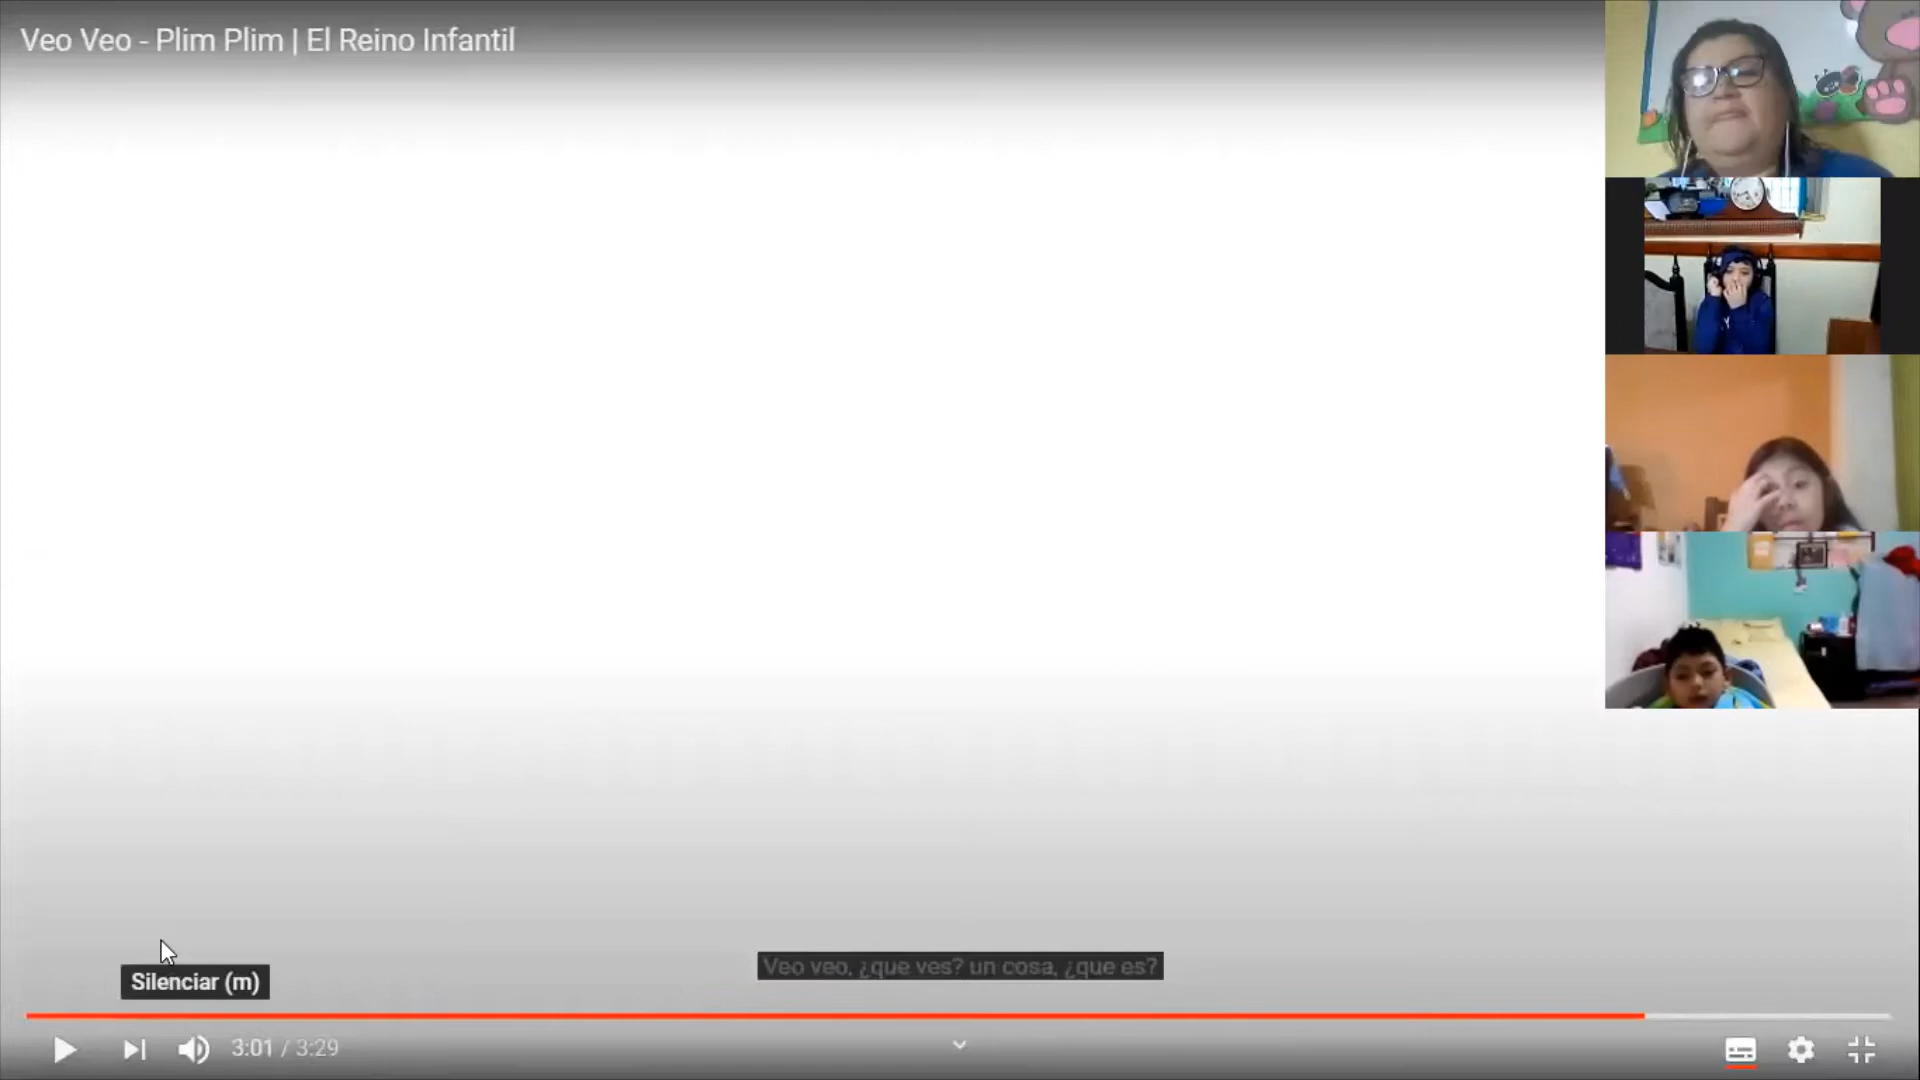 Veo Veo - Plim Plim | El Reino Infantil
Veo veo, ¿que ves? un cosa, ¿que es?
Silenciar (m)
3:01 / 3:29